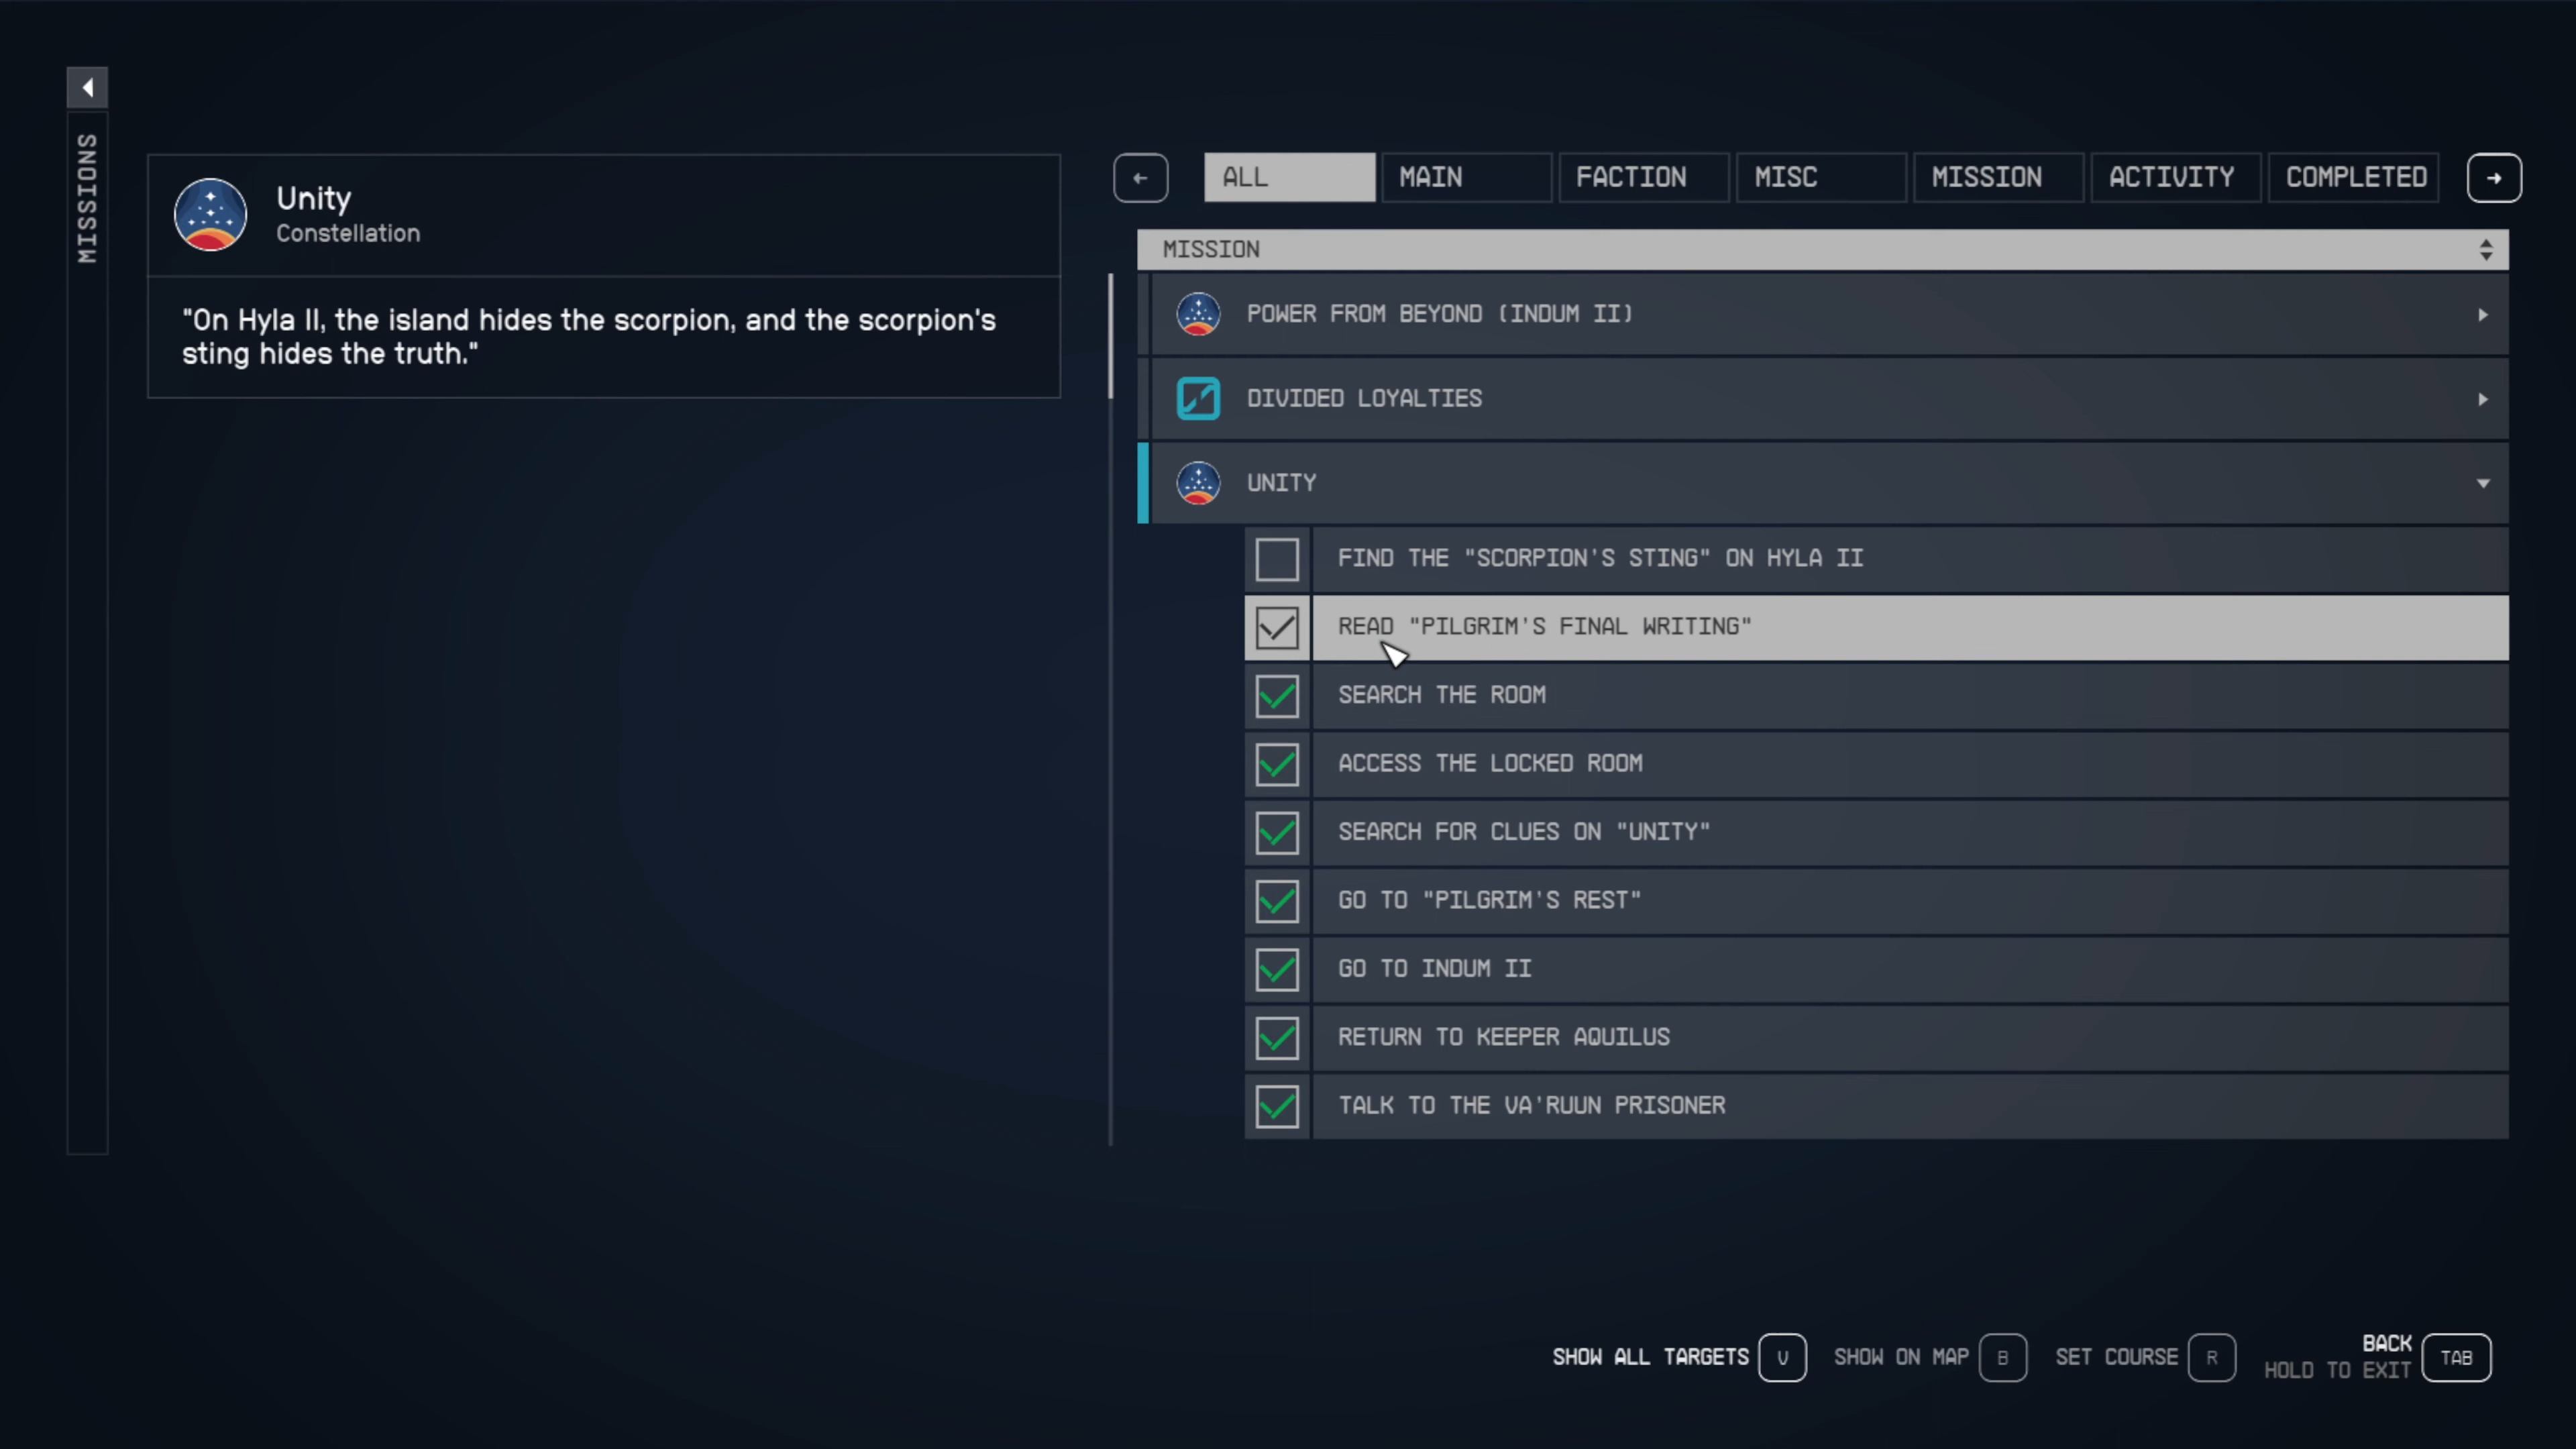 MISSIONS
Unity
Constellation
"On Hyla II, the island hides the scorpion, and the scorpion's
sting hides the truth."
ALL
MAIN
FACTION
MISC
MISSION
ACTIVITY
COMPLETED
MISSION
POWER FROM BEYOND (INDUM II)
DIVIDED LOYALTIES
UNITY
FIND THE "SCORPION'S STING" ON HYLA II
READ "PILGRIM'S FINAL WRITING"
SEARCH THE ROOM
ACCESS THE LOCKED ROOM
SEARCH FOR CLUES ON "UNITY"
GO TO "PILGRIM'S REST"
GO TO INDUM II
RETURN TO KEEPER AQUILUS
TALK TO THE VA'RUUN PRISONER
SHOW ALL TARGETS V
SHOW ON MAP B
SET COURSE R
BACK
HOLD TO EXIT
TAB